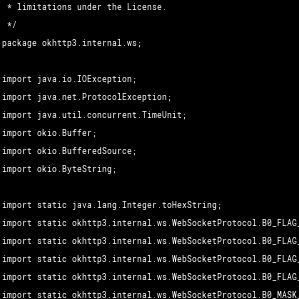 * limitations under the License.
*/
package okhttp3.internal.ws;
import java.io.IOException;
import java.net.ProtocolException;
import java.util.concurrent.TimeUnit;
import okio.Buffer;
import okio.BufferedSource;
import okio.ByteString;
import static java.lang.Integer.toHexString;
import static okhttp3.internal.ws.WebSocketProtocol.B0_FLAG_
import static okhttp3.internal.ws.WebSocketProtocol.B0_FLAG_
import static okhttp3.internal.ws.WebSocketProtocol.B0_FLAG_
import static okhttp3.internal.ws.WebSocketProtocol.B0_FLAG_
import static okhttp3.internal.ws.WebSocketProtocol.B0_MASK_